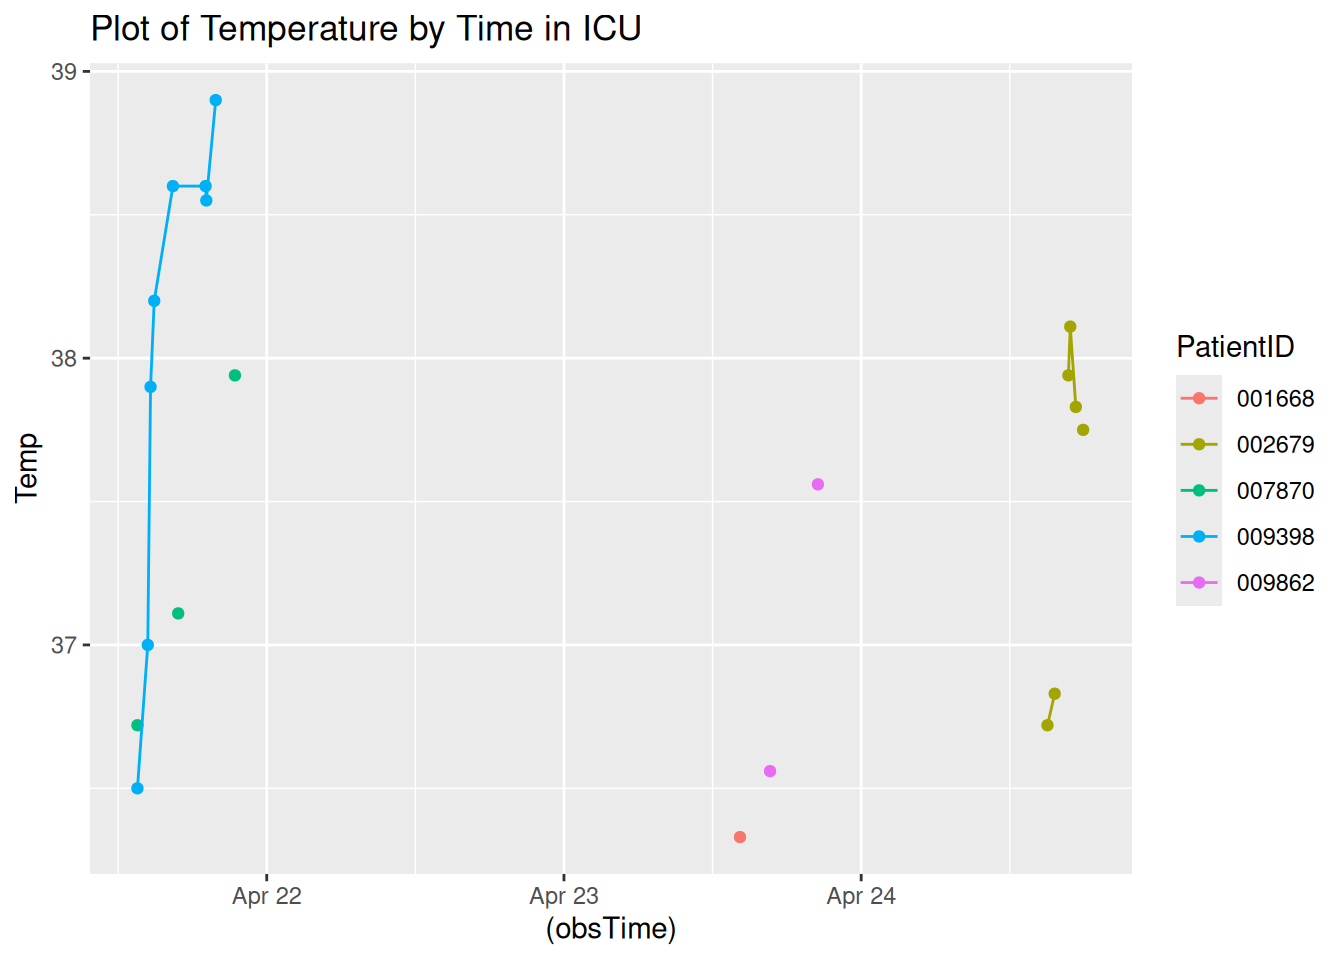 Plot of Temperature by Time in ICU
39
38
37
Temp
Apr 22
Apr 23
Apr 24
(obsTime)
PatientID
001668
002679
007870
009398
009862